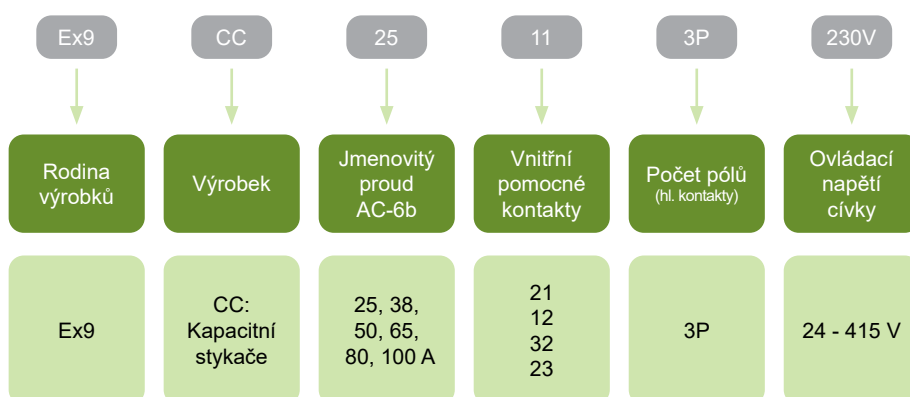 Ex9 CC 25 11 3P 230V
Rodina
výrobků
Výrobek
Jmenovitý
proud
AC-6b
Vnitřní
pomocné
kontakty
Počet pólů
(hl. kontakty)
Ovládací
napětí
cívky
Ex9
CC:
Kapacitní
stykače
25, 38,
50, 65,
80, 100 A
21
12
32
23
3P
24 - 415 V